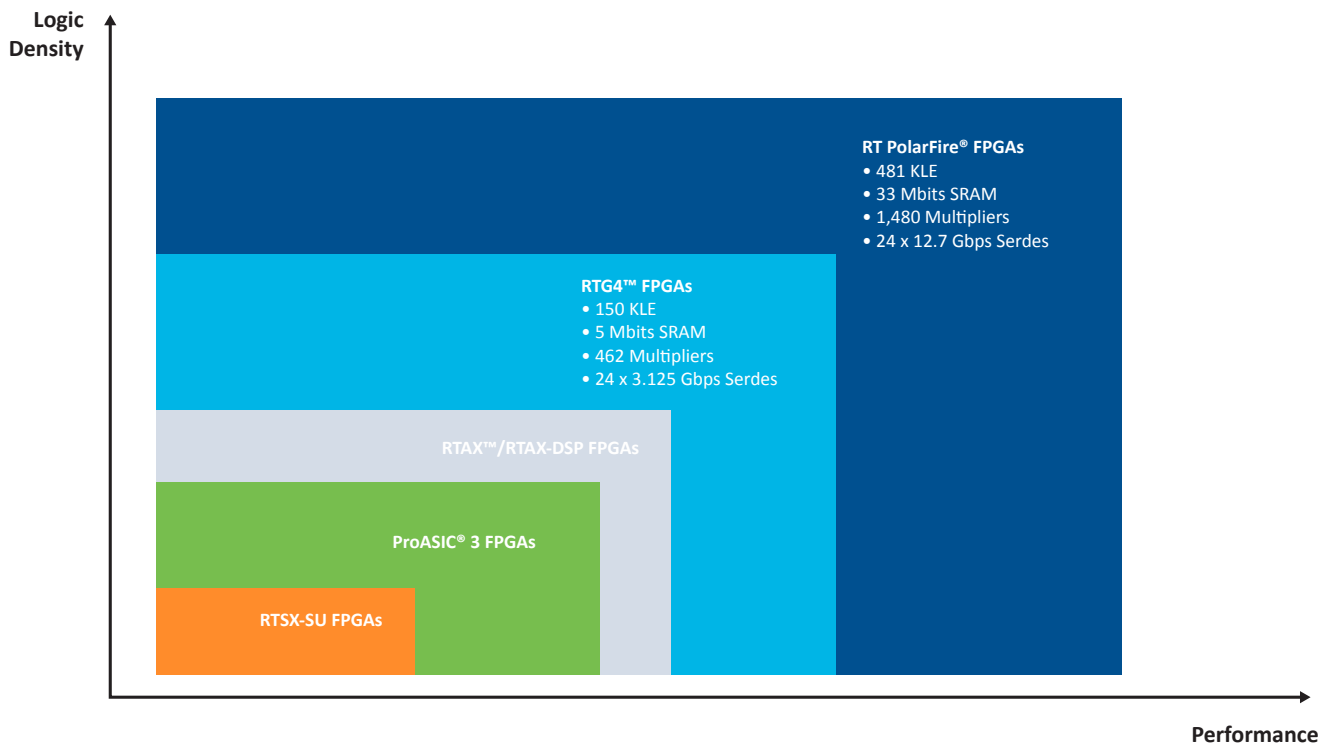 Logic
Density
RT PolarFire® FPGAs
• 481 KLE
• 33 Mbits SRAM
• 1,480 Multipliers
• 24 x 12.7 Gbps Serdes
RTG4™ FPGAs
• 150 KLE
• 5 Mbits SRAM
• 462 Multipliers
• 24 x 3.125 Gbps Serdes
RTAX™/RTAX-DSP FPGAs
ProASIC® 3 FPGAs
RTSX-SU FPGAs
Performance